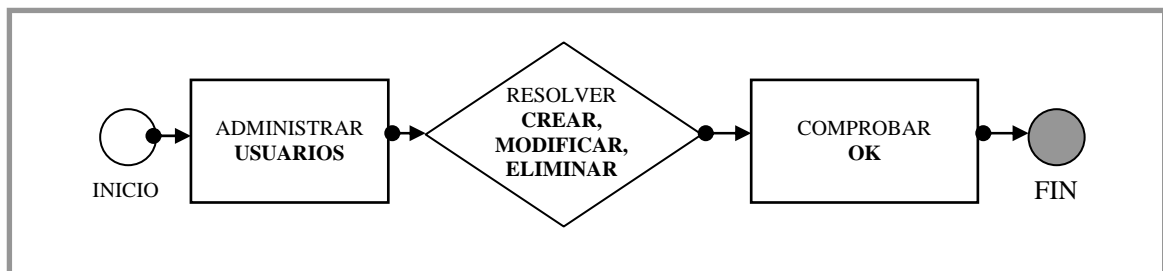 INICIO
ADMINISTRAR
USUARIOS
RESOLVER
CREAR,
MODIFICAR,
ELIMINAR
COMPROBAR
OK
FIN